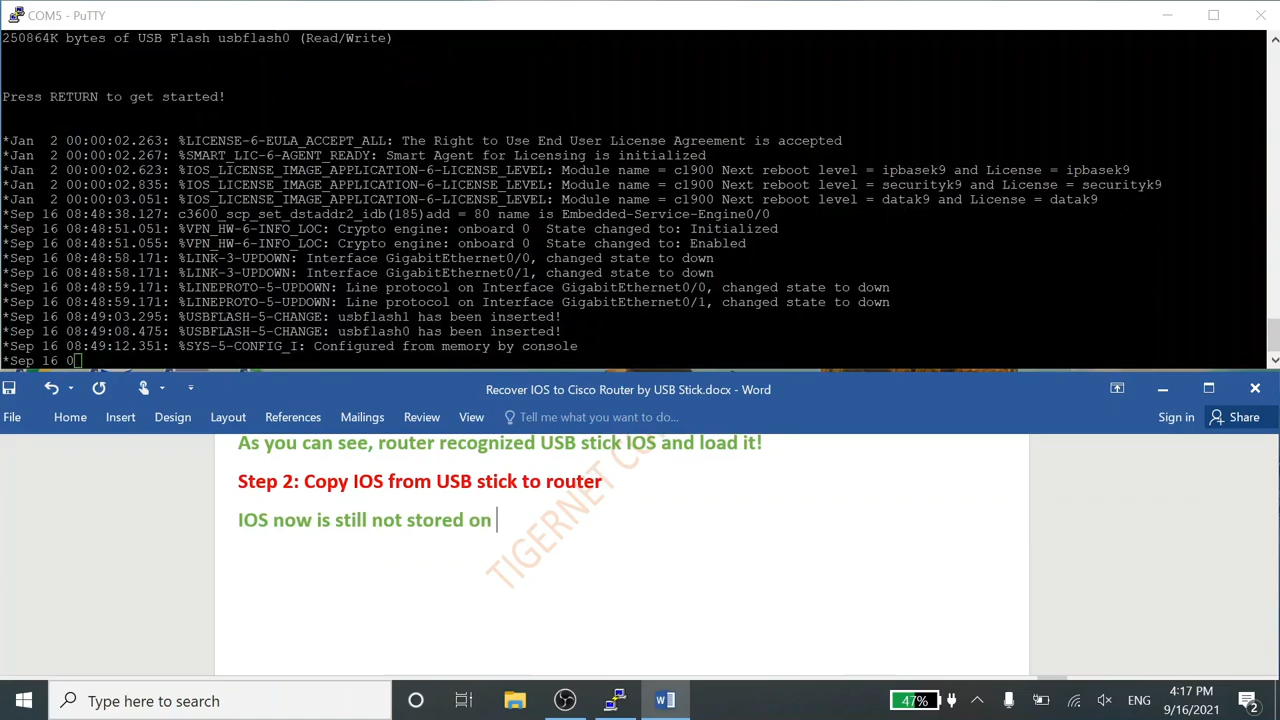 COM5 - PuTTY
250864K bytes of USB Flash usbflash0 (Read/Write)
Press RETURN to get started!
*Jan  2 00:00:02.263: %LICENSE-6-EULA_ACCEPT_ALL: The Right to Use End User License Agreement is accepted
*Jan  2 00:00:02.267: %SMART_LIC-6-AGENT_READY: Smart Agent for Licensing is initialized
*Jan  2 00:00:02.623: %IOS_LICENSE_IMAGE_APPLICATION-6-LICENSE_LEVEL: Module name = c1900 Next reboot level = ipbasek9 and License = ipbasek9
*Jan  2 00:00:02.835: %IOS_LICENSE_IMAGE_APPLICATION-6-LICENSE_LEVEL: Module name = c1900 Next reboot level = securityk9 and License = securityk9
*Jan  2 00:00:03.051: %IOS_LICENSE_IMAGE_APPLICATION-6-LICENSE_LEVEL: Module name = c1900 Next reboot level = datak9 and License = datak9
*Sep 16 08:48:38.127: c3600_scp_set_dstaddr2_idb(185)add = 80 name is Embedded-Service-Engine0/0
*Sep 16 08:48:51.051: %VPN_HW-6-INFO_LOC: Crypto engine: onboard 0  State changed to: Initialized
*Sep 16 08:48:51.055: %VPN_HW-6-INFO_LOC: Crypto engine: onboard 0  State changed to: Enabled
*Sep 16 08:48:58.171: %LINK-3-UPDOWN: Interface GigabitEthernet0/0, changed state to down
*Sep 16 08:48:58.171: %LINK-3-UPDOWN: Interface GigabitEthernet0/1, changed state to down
*Sep 16 08:48:59.171: %LINEPROTO-5-UPDOWN: Line protocol on Interface GigabitEthernet0/0, changed state to down
*Sep 16 08:48:59.171: %LINEPROTO-5-UPDOWN: Line protocol on Interface GigabitEthernet0/1, changed state to down
*Sep 16 08:49:03.295: %USBFLASH-5-CHANGE: usbflash1 has been inserted!
*Sep 16 08:49:08.475: %USBFLASH-5-CHANGE: usbflash0 has been inserted!
*Sep 16 08:49:12.351: %SYS-5-CONFIG_I: Configured from memory by console
*Sep 16 0
Recover IOS to Cisco Router by USB Stick.docx - Word
File Home Insert Design Layout References Mailings Review View Tell me what you want to do... Sign in Share
As you can see, router recognized USB stick IOS and load it!
Step 2: Copy IOS from USB stick to router
IOS now is still not stored on
Type here to search
47%
ENG
4:17 PM
9/16/2021
2